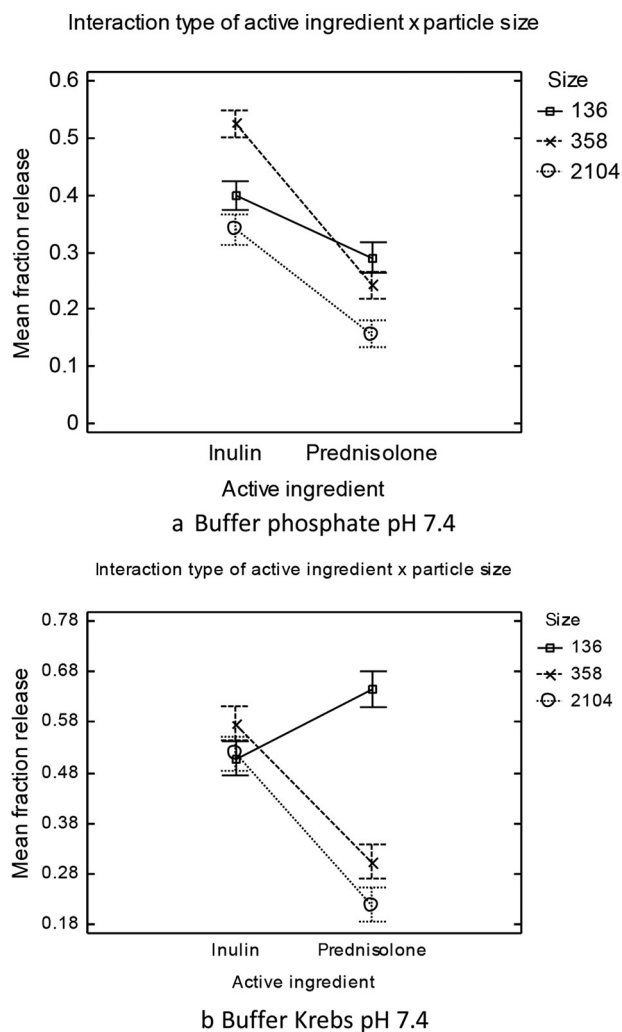 Interaction type of active ingredient x particle size
Size
136
358
2104
Mean fraction release
0.6
0.5
0.4
0.3
0.2
0.1
0
Inulin Prednisolone
Active ingredient
a Buffer phosphate pH 7.4
Interaction type of active ingredient x particle size
Size
136
358
2104
Mean fraction release
0.78
0.68
0.58
0.48
0.38
0.28
0.18
Inulin Prednisolone
Active ingredient
b Buffer Krebs pH 7.4